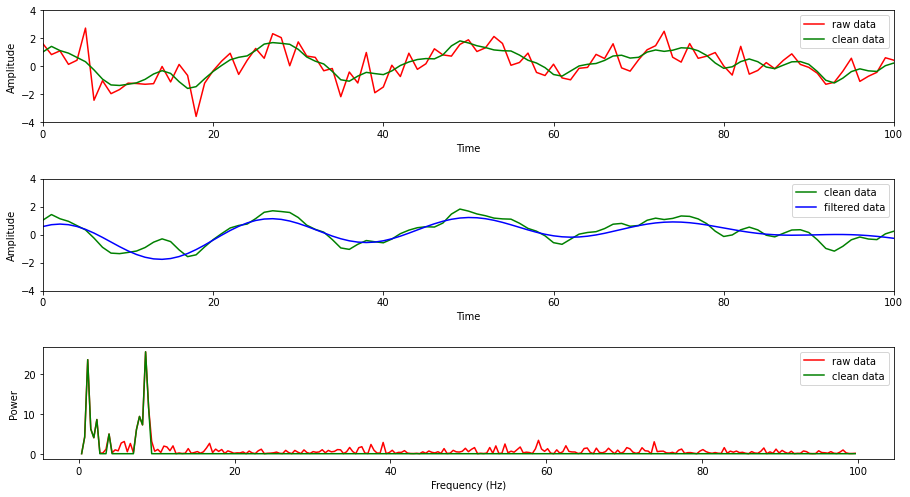 4
2
0
−2
−4
Amplitude
raw data
clean data
0 20 40 60 80 100
Time
4
2
0
−2
−4
Amplitude
clean data
filtered data
0 20 40 60 80 100
Time
20
10
0
Power
raw data
clean data
0 20 40 60 80 100
Frequency (Hz)